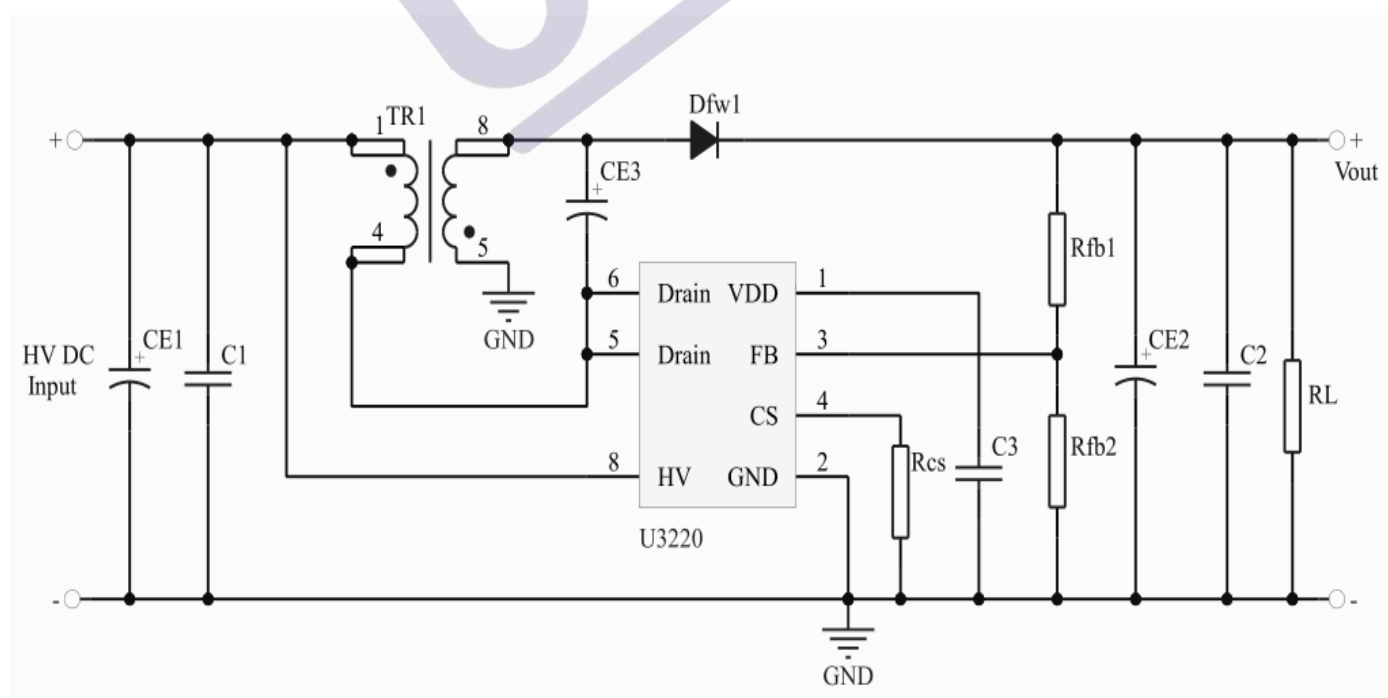 Dfw1
+
1
TR1
8
+
Vout
CE3
+
4
5
GND
6
Drain
VDD
1
5
Drain
FB
3
CS
4
8
HV
GND
2
U3220
HV DC
Input
CE1
+
C1
Rfb1
Rfb2
Rcs
C3
CE2
+
C2
RL
-
-
GND